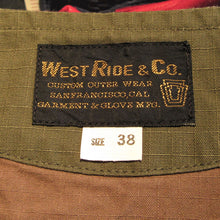 WEST RIDE & CO.
CUSTOM OUTER WEAR
SANFRANCISCO, CAL
GARMENT & GLOVE MFG.
SIZE 38